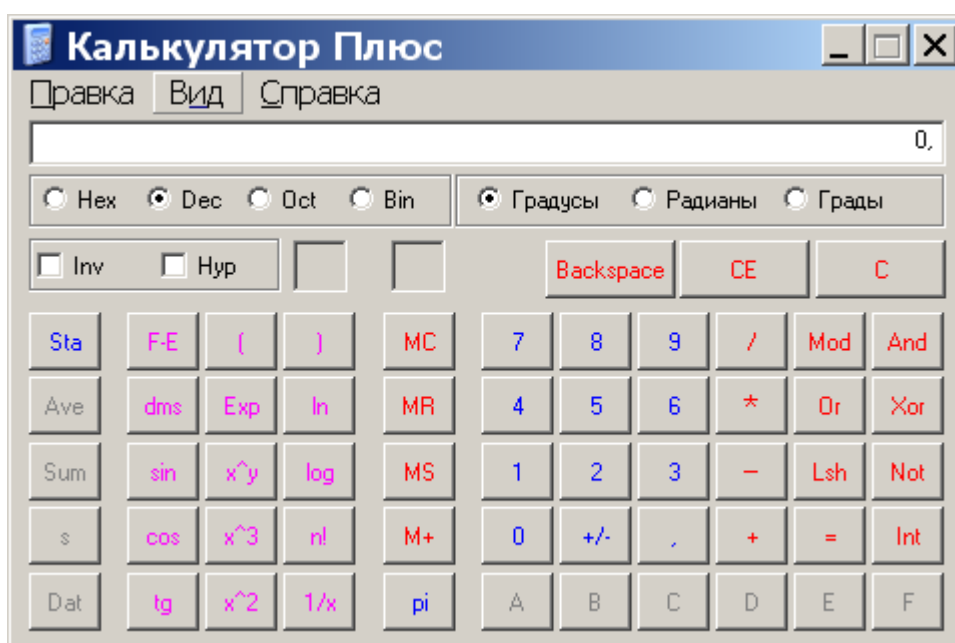 Калькулятор Плюс
Правка Вид Справка
0,
Hex Dec Oct Bin Градусы Радианы Грады
Inv Hyp Backspace CE C
Sta F-E ( ) MC 7 8 9 / Mod And
Ave dms Exp ln MR 4 5 6 * Or Xor
Sum sin x^y log MS 1 2 3 − Lsh Not
s cos x^3 n! M+ 0 +/- , + = Int
Dat tg x^2 1/x pi A B C D E F